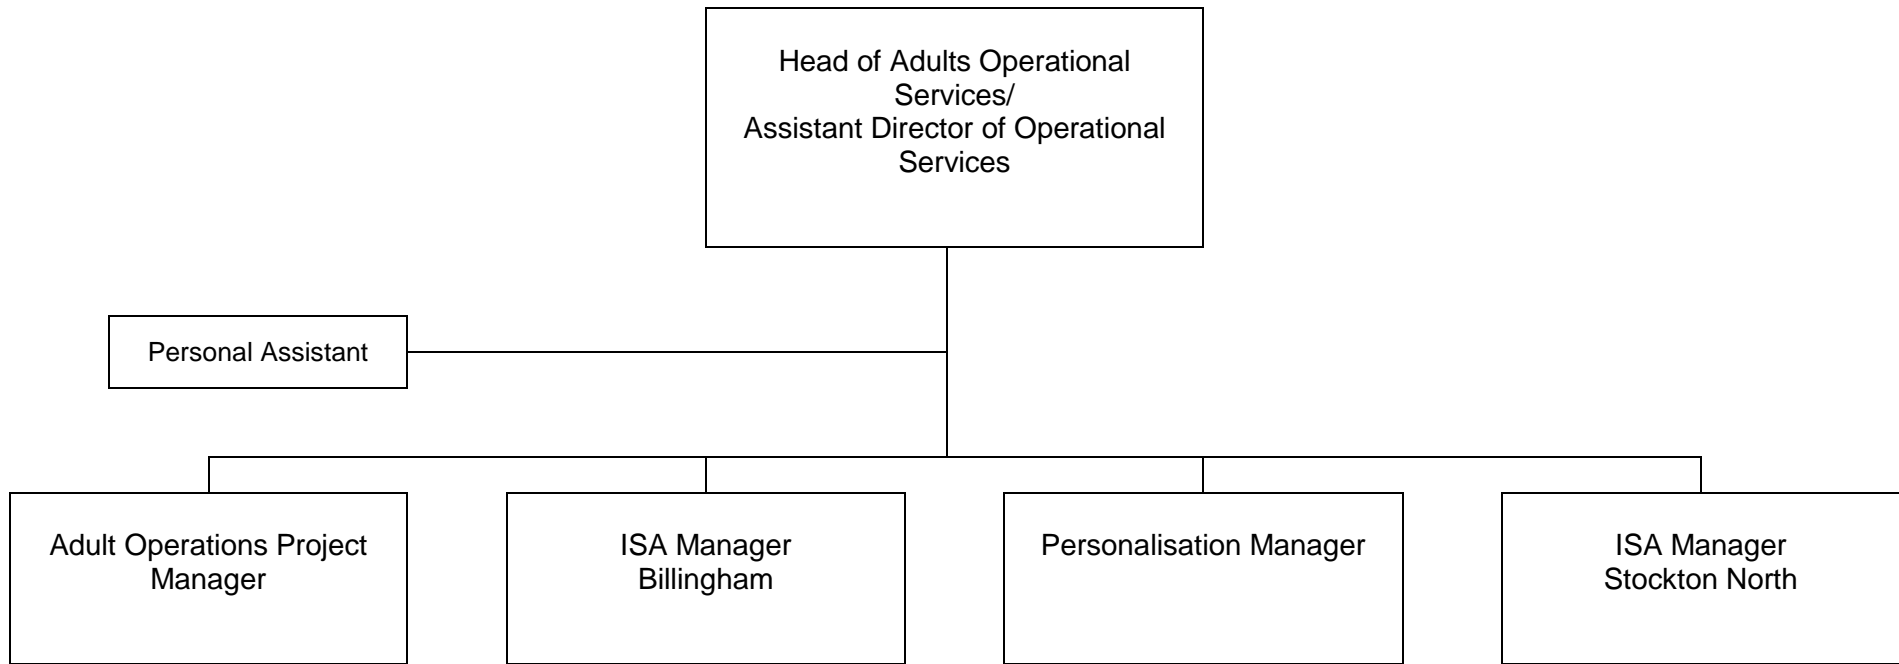 Head of Adults Operational
Services/
Assistant Director of Operational
Services
Personal Assistant
Adult Operations Project
Manager
ISA Manager
Billingham
Personalisation Manager
ISA Manager
Stockton North